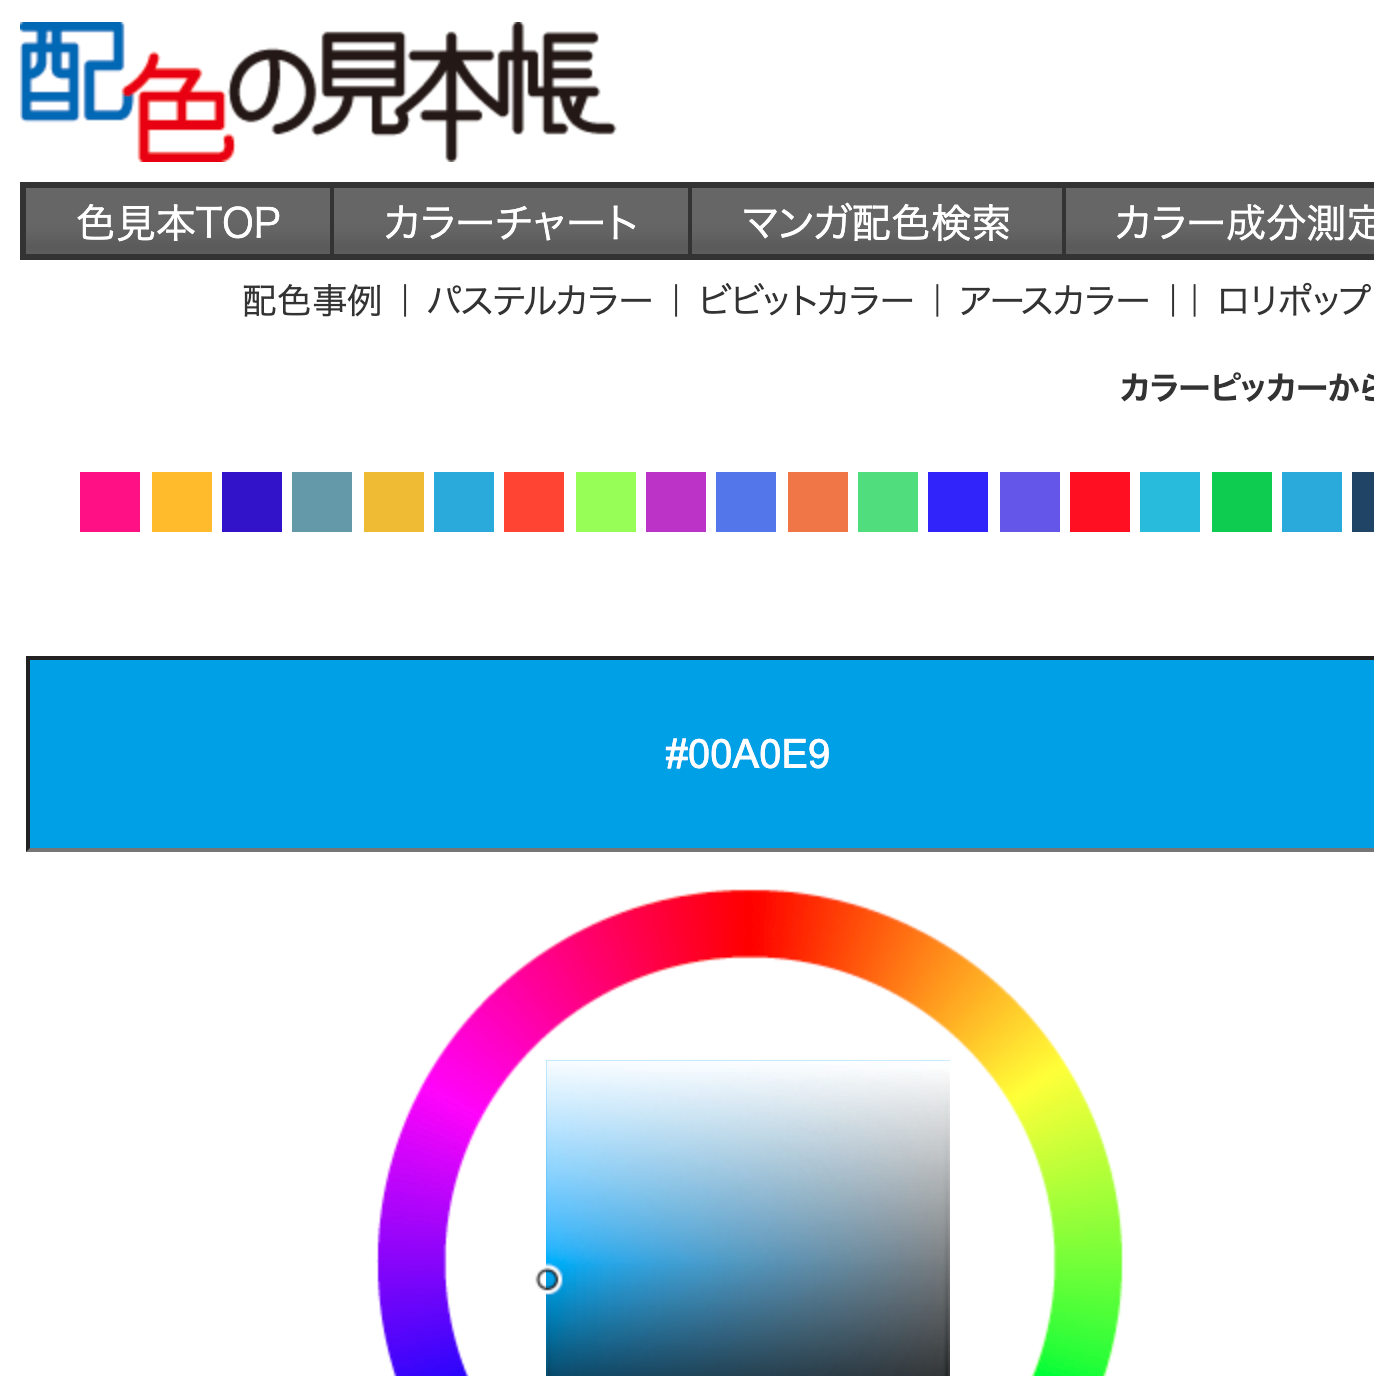 配色の見本帳
色見本TOP カラーチャート マンガ配色検索 カラー成分測定
配色事例 ｜ パステルカラー ｜ ビビットカラー ｜ アースカラー ｜｜ ロリポップ
カラーピッカーから
#00A0E9